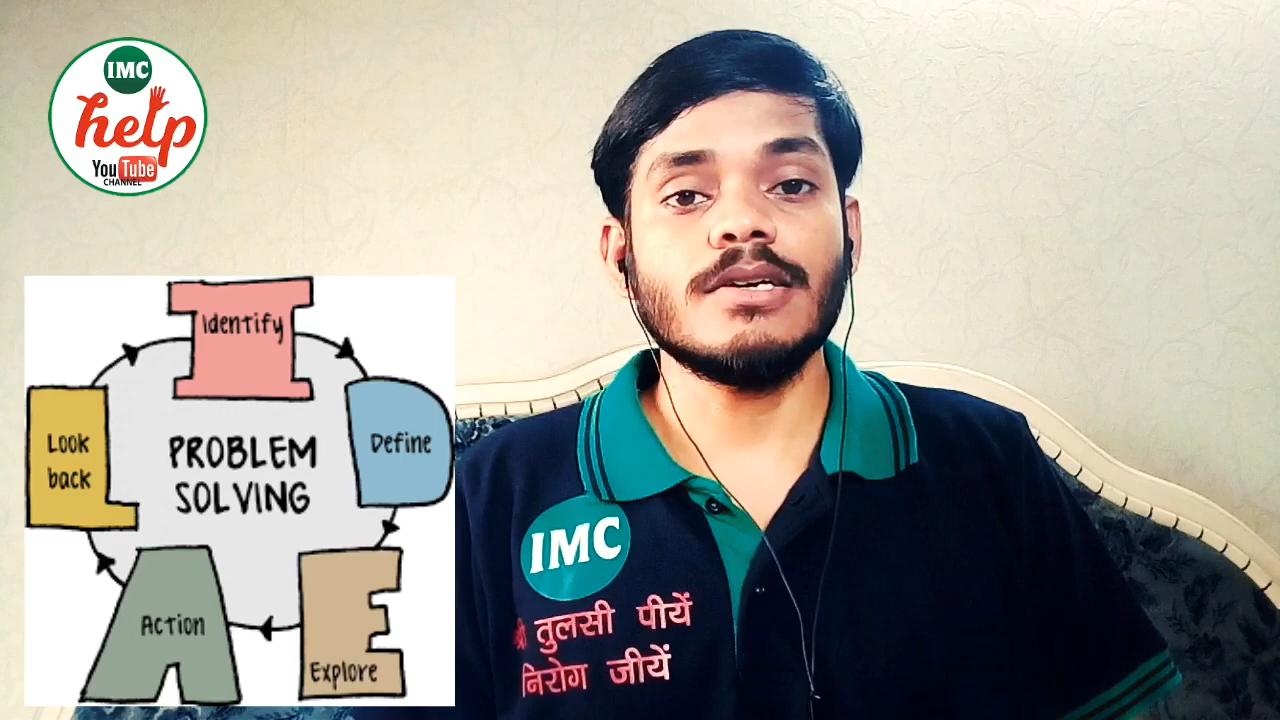 IMC
help
YouTube
CHANNEL
Identify
Define
Explore
Action
Look
back
PROBLEM
SOLVING
IMC
श्री तुलसी पीयें
निरोग जीयें